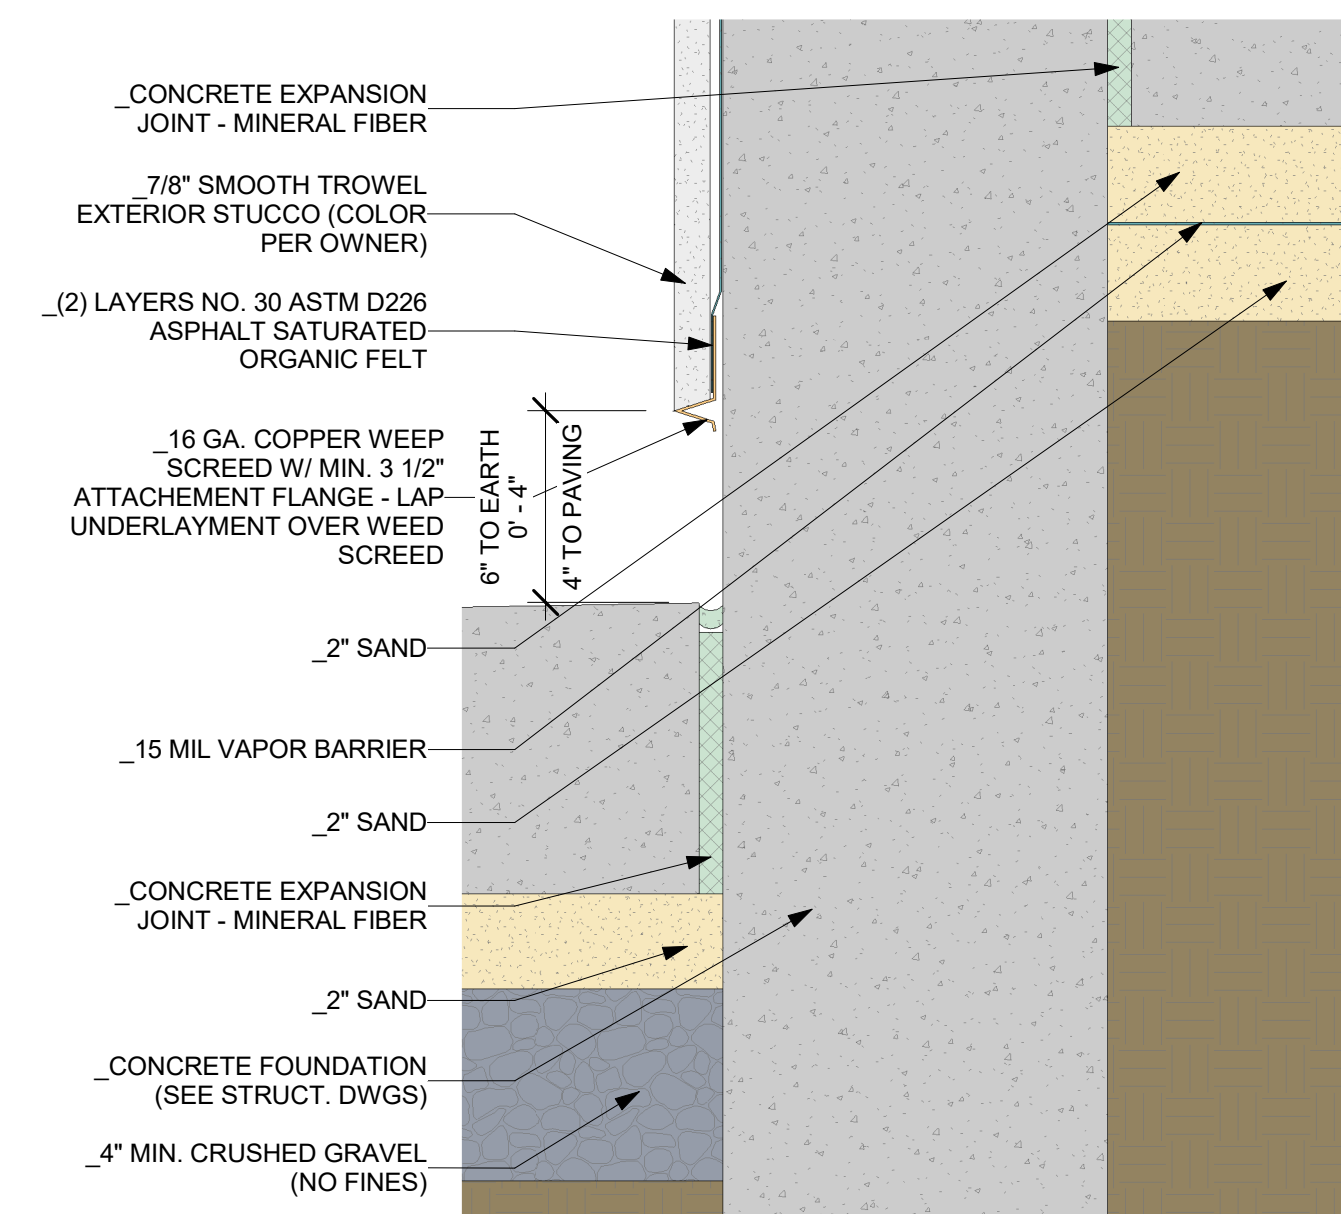 _CONCRETE EXPANSION
JOINT - MINERAL FIBER
_7/8" SMOOTH TROWEL
EXTERIOR STUCCO (COLOR
PER OWNER)
_(2) LAYERS NO. 30 ASTM D226
ASPHALT SATURATED
ORGANIC FELT
_16 GA. COPPER WEEP
SCREED W/ MIN. 3 1/2"
ATTACHEMENT FLANGE - LAP
UNDERLAYMENT OVER WEED
SCREED
6" TO EARTH
0' - 4"
4" TO PAVING
_2" SAND
_15 MIL VAPOR BARRIER
_2" SAND
_CONCRETE EXPANSION
JOINT - MINERAL FIBER
_2" SAND
_CONCRETE FOUNDATION
(SEE STRUCT. DWGS)
_4" MIN. CRUSHED GRAVEL
(NO FINES)